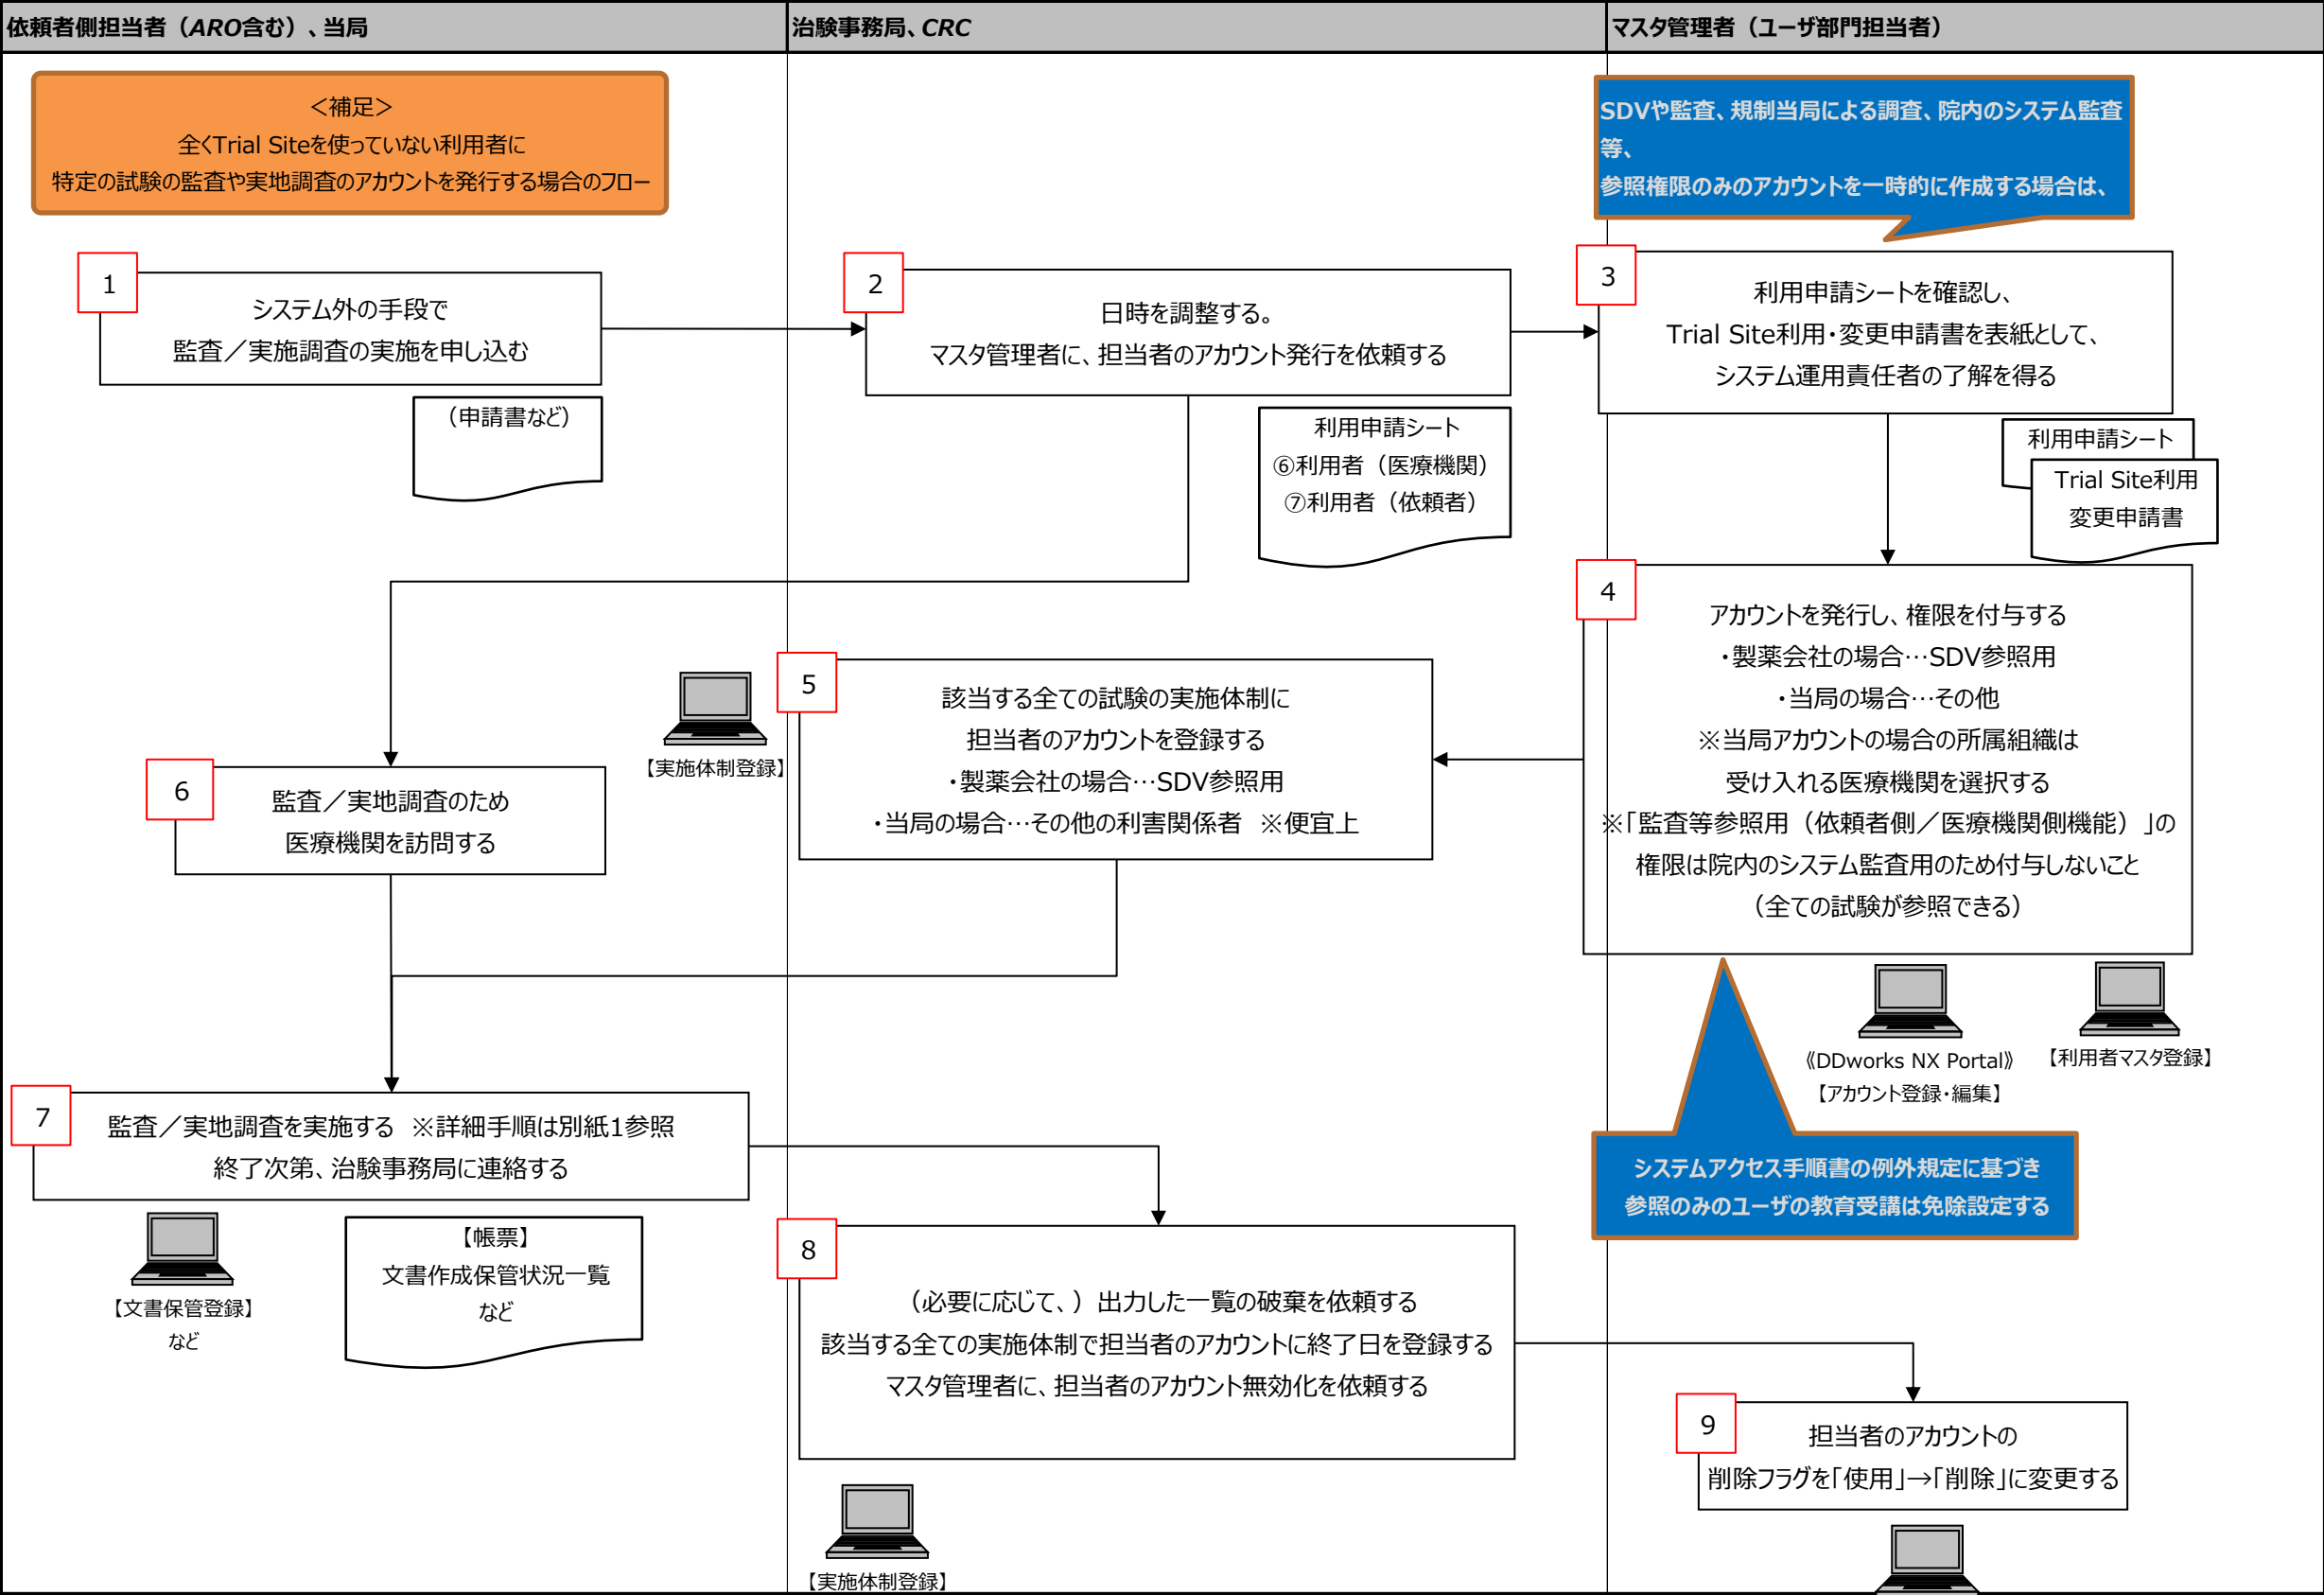 依頼者側担当者（ARO含む）、当局
治験事務局、CRC
マスタ管理者（ユーザ部門担当者）
＜補足＞
全くTrial Siteを使っていない利用者に
特定の試験の監査や実地調査のアカウントを発行する場合のフロー
SDVや監査、規制当局による調査、院内のシステム監査
等、
参照権限のみのアカウントを一時的に作成する場合は、
1
システム外の手段で
監査／実施調査の実施を申し込む
（申請書など）
2
日時を調整する。
マスタ管理者に、担当者のアカウント発行を依頼する
利用申請シート
⑥利用者（医療機関）
⑦利用者（依頼者）
3
利用申請シートを確認し、
Trial Site利用・変更申請書を表紙として、
システム運用責任者の了解を得る
利用申請シート
Trial Site利用
変更申請書
4
アカウントを発行し、権限を付与する
・製薬会社の場合…SDV参照用
・当局の場合…その他
※当局アカウントの場合の所属組織は
受け入れる医療機関を選択する
※「監査等参照用（依頼者側／医療機関側機能）」の
権限は院内のシステム監査用のため付与しないこと
（全ての試験が参照できる）
《DDworks NX Portal》
【アカウント登録・編集】
【利用者マスタ登録】
システムアクセス手順書の例外規定に基づき
参照のみのユーザの教育受講は免除設定する
5
該当する全ての試験の実施体制に
担当者のアカウントを登録する
・製薬会社の場合…SDV参照用
・当局の場合…その他の利害関係者　※便宜上
【実施体制登録】
6
監査／実地調査のため
医療機関を訪問する
7
監査／実地調査を実施する　※詳細手順は別紙1参照
終了次第、治験事務局に連絡する
【文書保管登録】
など
【帳票】
文書作成保管状況一覧
など
8
（必要に応じて、）出力した一覧の破棄を依頼する
該当する全ての実施体制で担当者のアカウントに終了日を登録する
マスタ管理者に、担当者のアカウント無効化を依頼する
【実施体制登録】
9
担当者のアカウントの
削除フラグを「使用」→「削除」に変更する